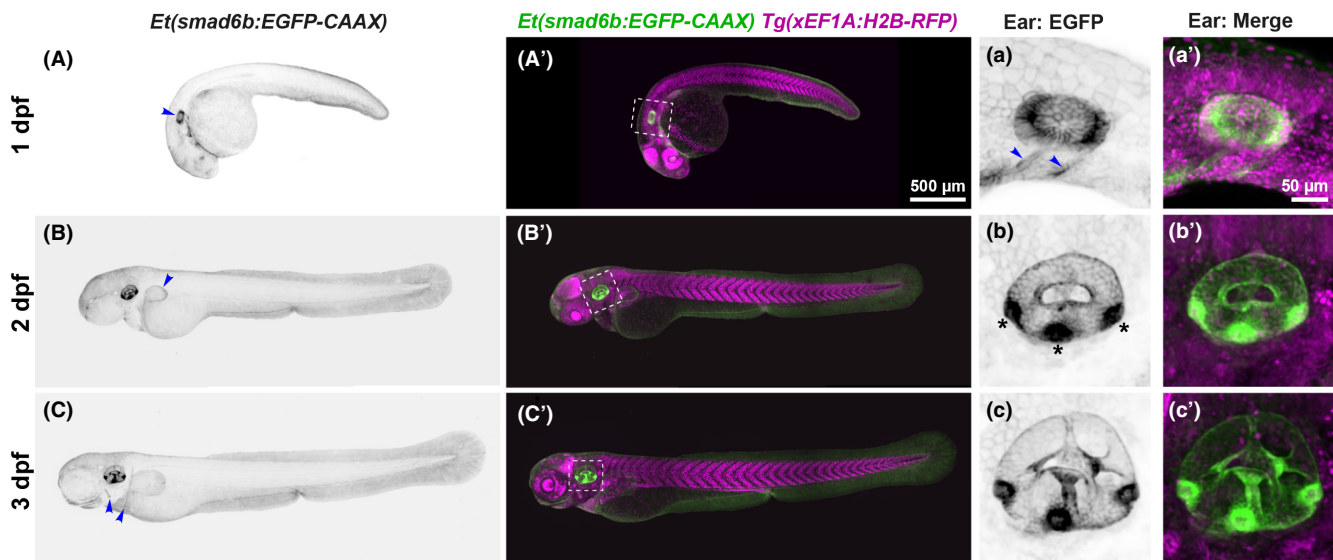 Et(smad6b:EGFP-CAAX)
Et(smad6b:EGFP-CAAX) Tg(xEF1A:H2B-RFP)
Ear: EGFP
Ear: Merge
1 dpf
(A)
(A’)
500 µm
(a)
(a’)
50 µm
2 dpf
(B)
(B’)
(b)
* * *
(b’)
3 dpf
(C)
(C’)
(c)
(c’)